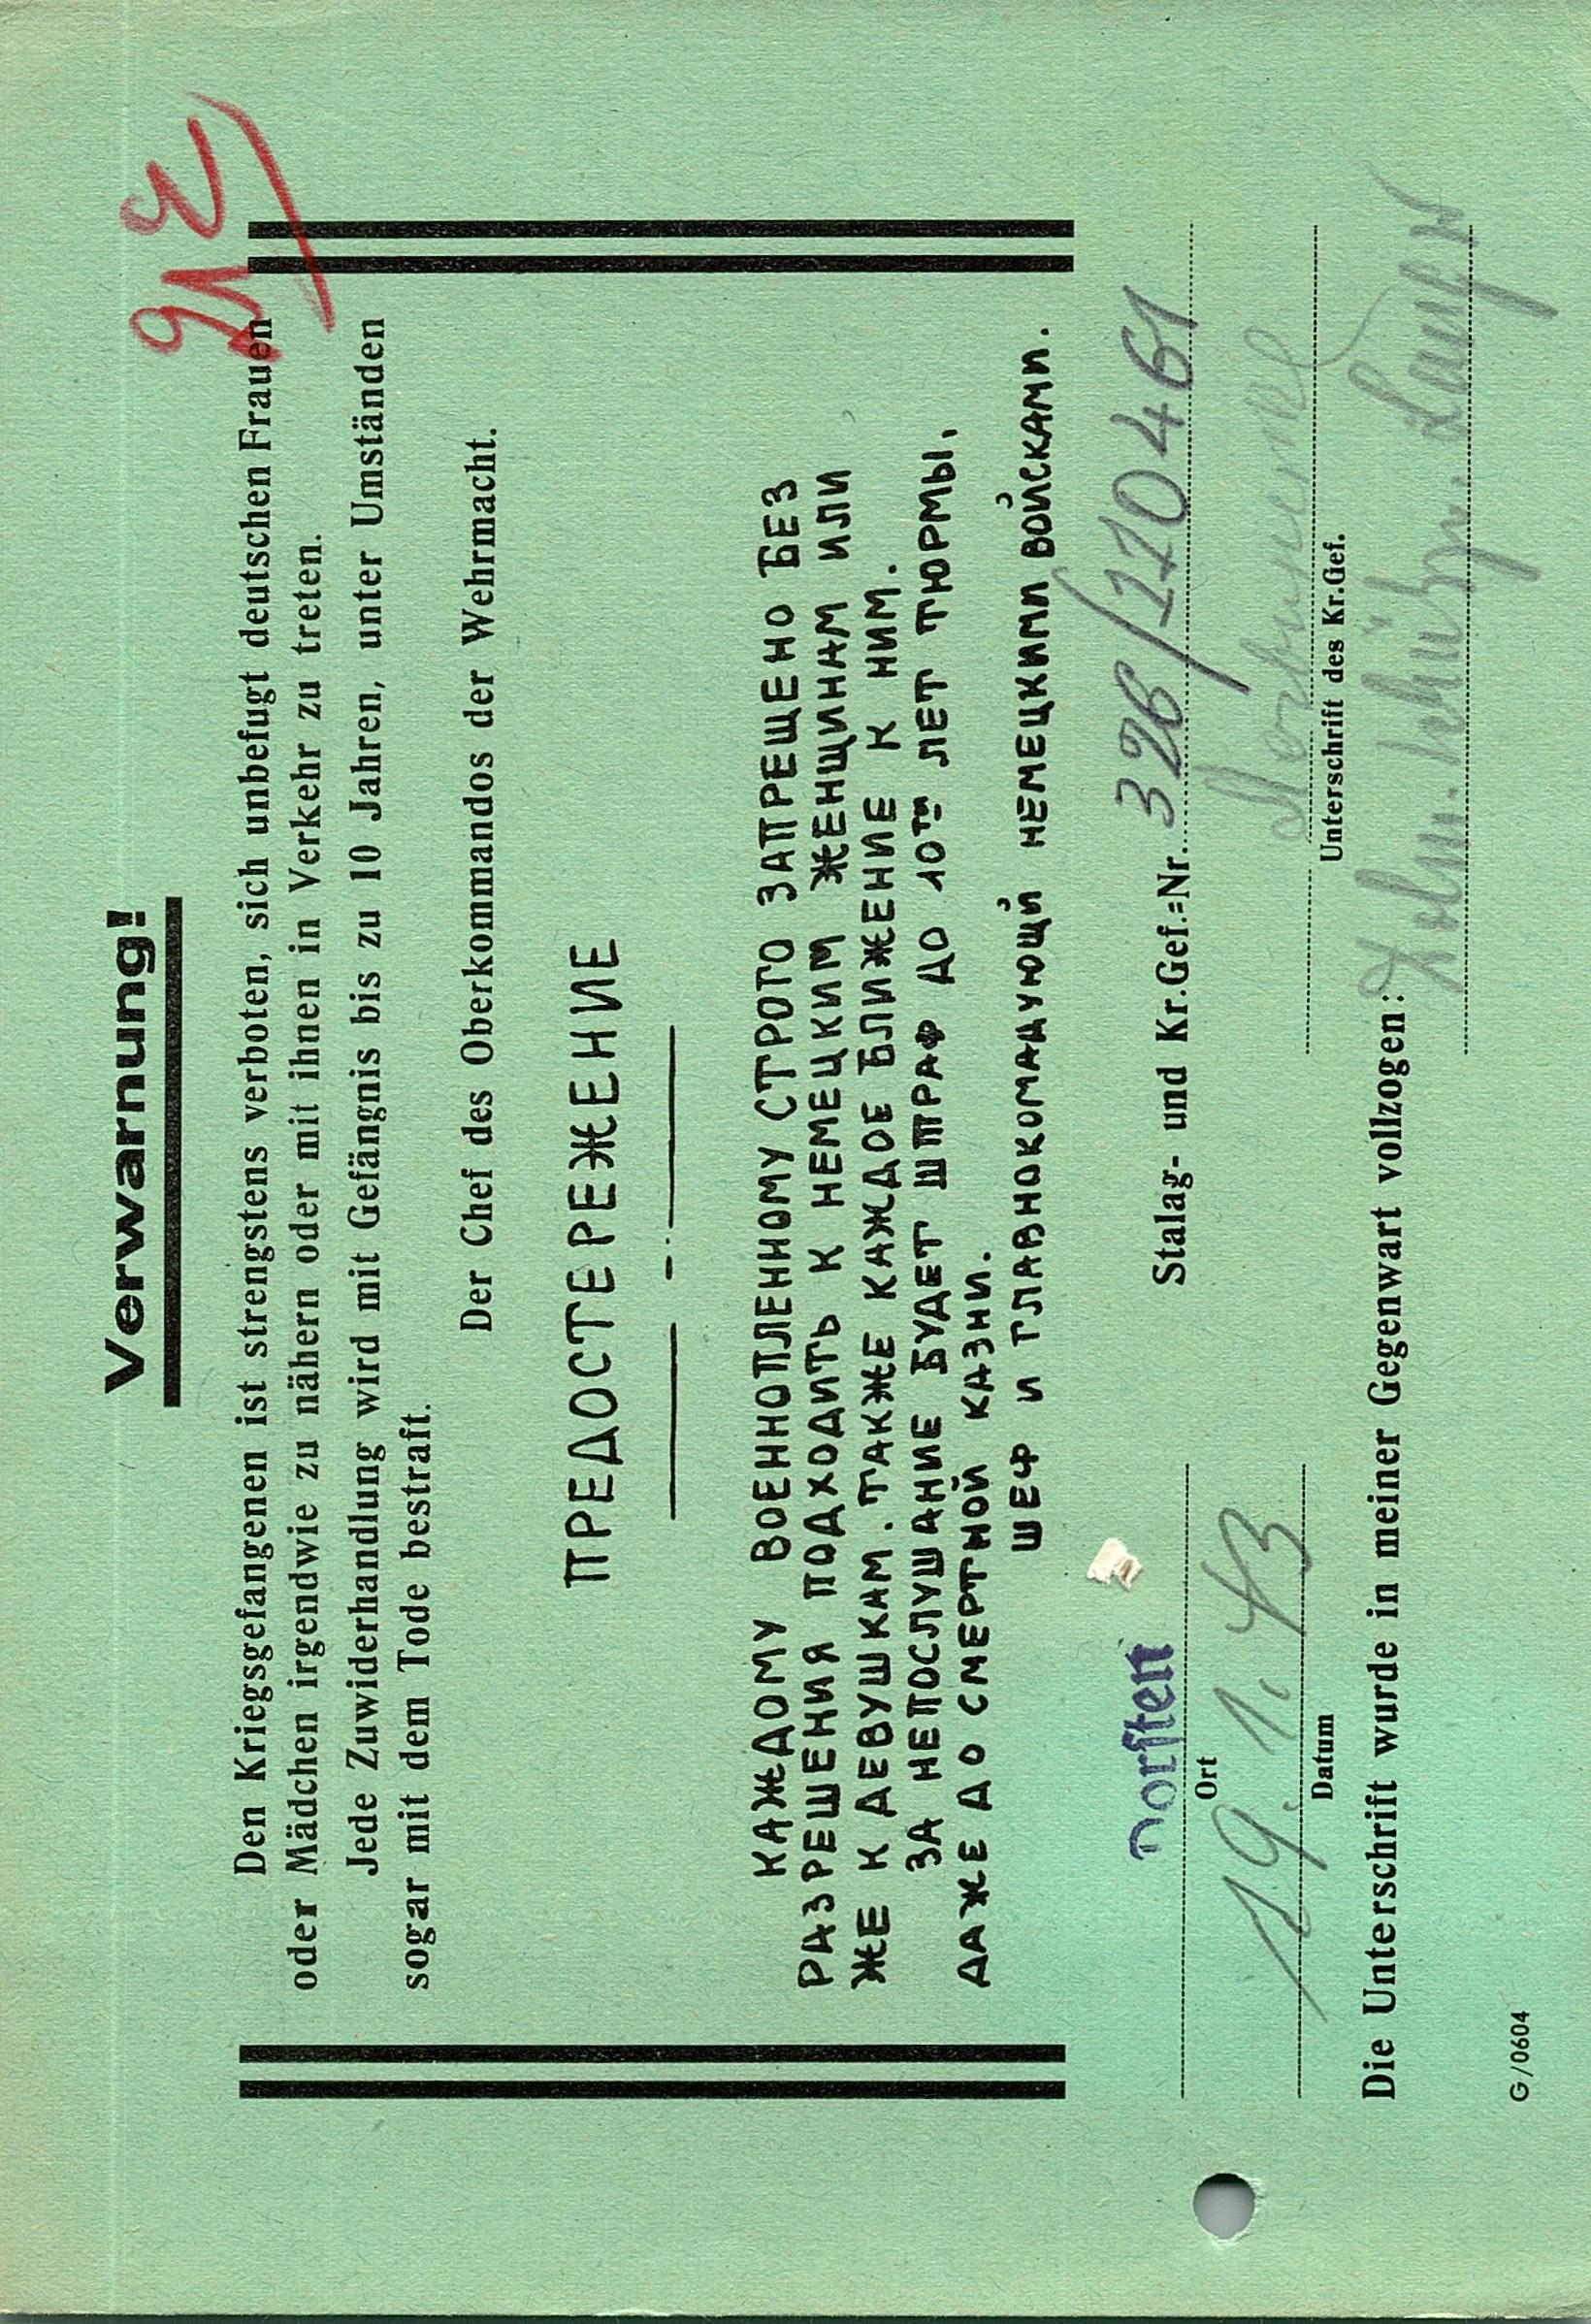 Verwarnung!
Den Kriegsgefangenen ist strengstens verboten, sich unbefugt deutschen Frauen
oder Mädchen irgendwie zu nähern oder mit ihnen in Verkehr zu treten.
Jede Zuwiderhandlung wird mit Gefängnis bis zu 10 Jahren, unter Umständen
sogar mit dem Tode bestraft.
Der Chef des Oberkommandos der Wehrmacht.
ПРЕДОСТЕРЕЖЕНИЕ
КАЖДОМУ ВОЕННОПЛЕННОМУ СТРОГО ЗАПРЕЩЕНО БЕЗ
РАЗРЕШЕНИЯ ПОДХОДИТЬ К НЕМЕЦКИМ ЖЕНЩИНАМ ИЛИ
ЖЕ К ДЕВУШКАМ. ТАКЖЕ КАЖДОЕ БЛИЖЕНИЕ К НИМ.
ЗА НЕПОСЛУШАНИЕ БУДЕТ ШТРАФ ДО 10ТИ ЛЕТ ТЮРМЫ,
ДАЖЕ ДО СМЕРТНОЙ КАЗНИ.
ШЕФ И ГЛАВНОКОМАДУЮЩИЙ НЕМЕЦКИМИ ВОЙСКАМИ.
Dorsten
Stalag- und Kr.Gef.=Nr. 326/110461
Ort
19.1.43
Datum
Unterschrift des Kr.Gef.
Die Unterschrift wurde in meiner Gegenwart vollzogen:
G/0604